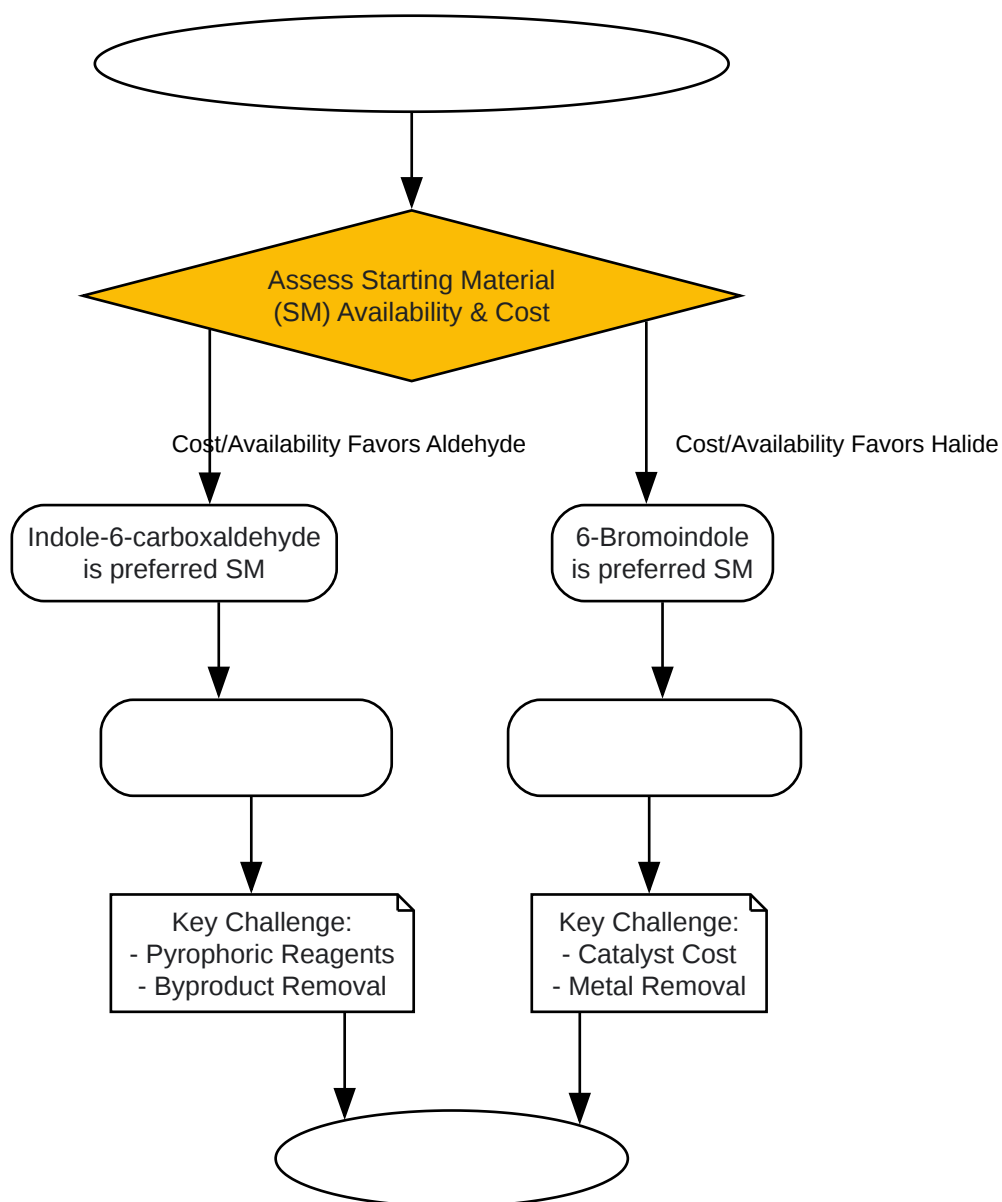 Assess Starting Material
(SM) Availability & Cost
Cost/Availability Favors Aldehyde
Cost/Availability Favors Halide
Indole-6-carboxaldehyde
is preferred SM
6-Bromoindole
is preferred SM
Key Challenge:
- Pyrophoric Reagents
- Byproduct Removal
Key Challenge:
- Catalyst Cost
- Metal Removal